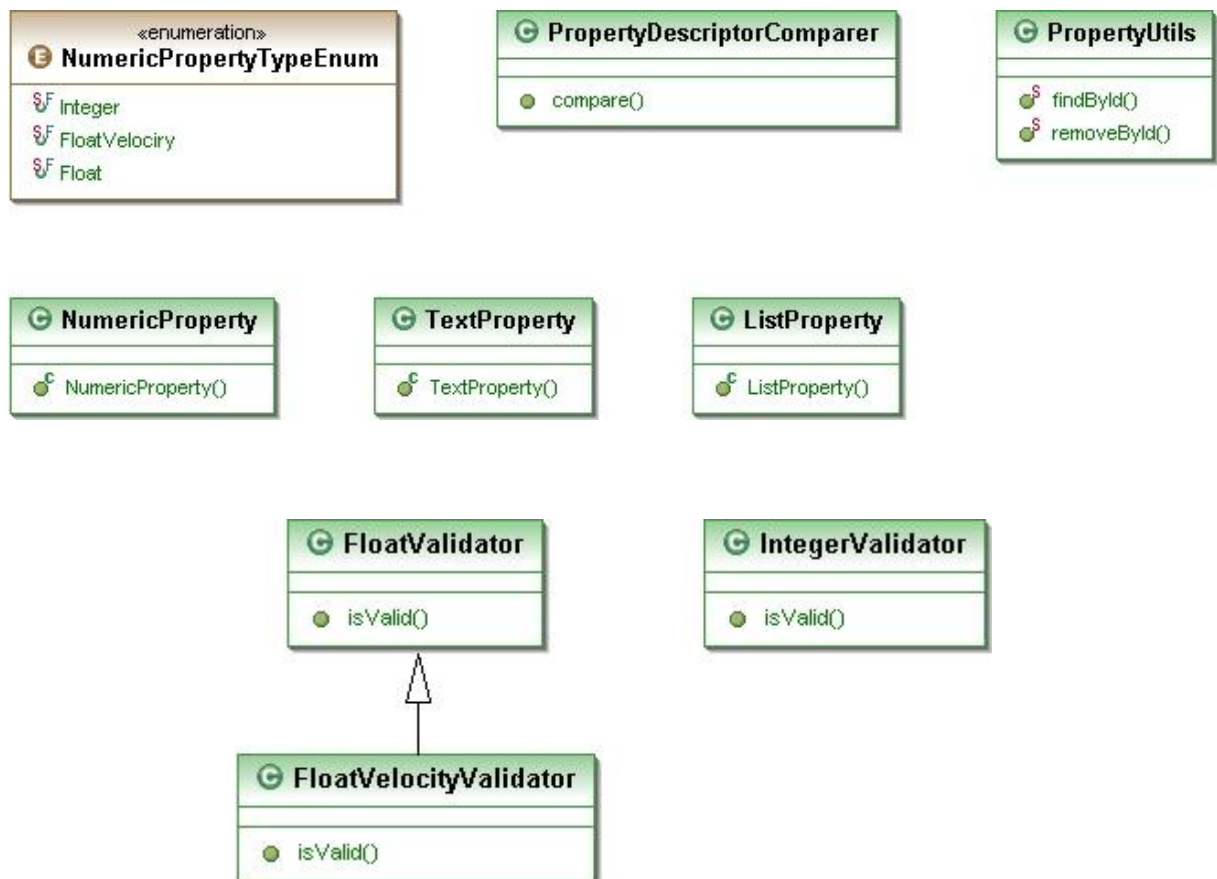 «enumeration»
NumericPropertyTypeEnum
Integer
FloatVelociry
Float
PropertyDescriptorComparer
compare()
PropertyUtils
findById()
removeById()
NumericProperty
NumericProperty()
TextProperty
TextProperty()
ListProperty
ListProperty()
FloatValidator
isValid()
IntegerValidator
isValid()
FloatVelocityValidator
isValid()